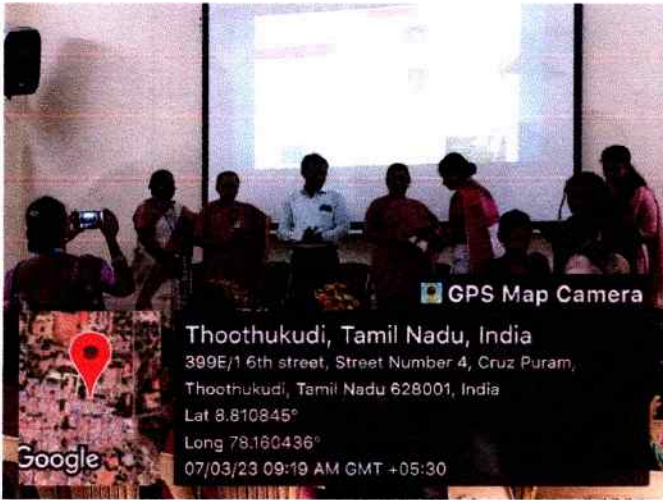 GPS Map Camera
Thoothukudi, Tamil Nadu, India
399E/1 6th street, Street Number 4, Cruz Puram,
Thoothukudi, Tamil Nadu 628001, India
Lat 8.810845°
Long 78.160436°
07/03/23 09:19 AM GMT +05:30
Google